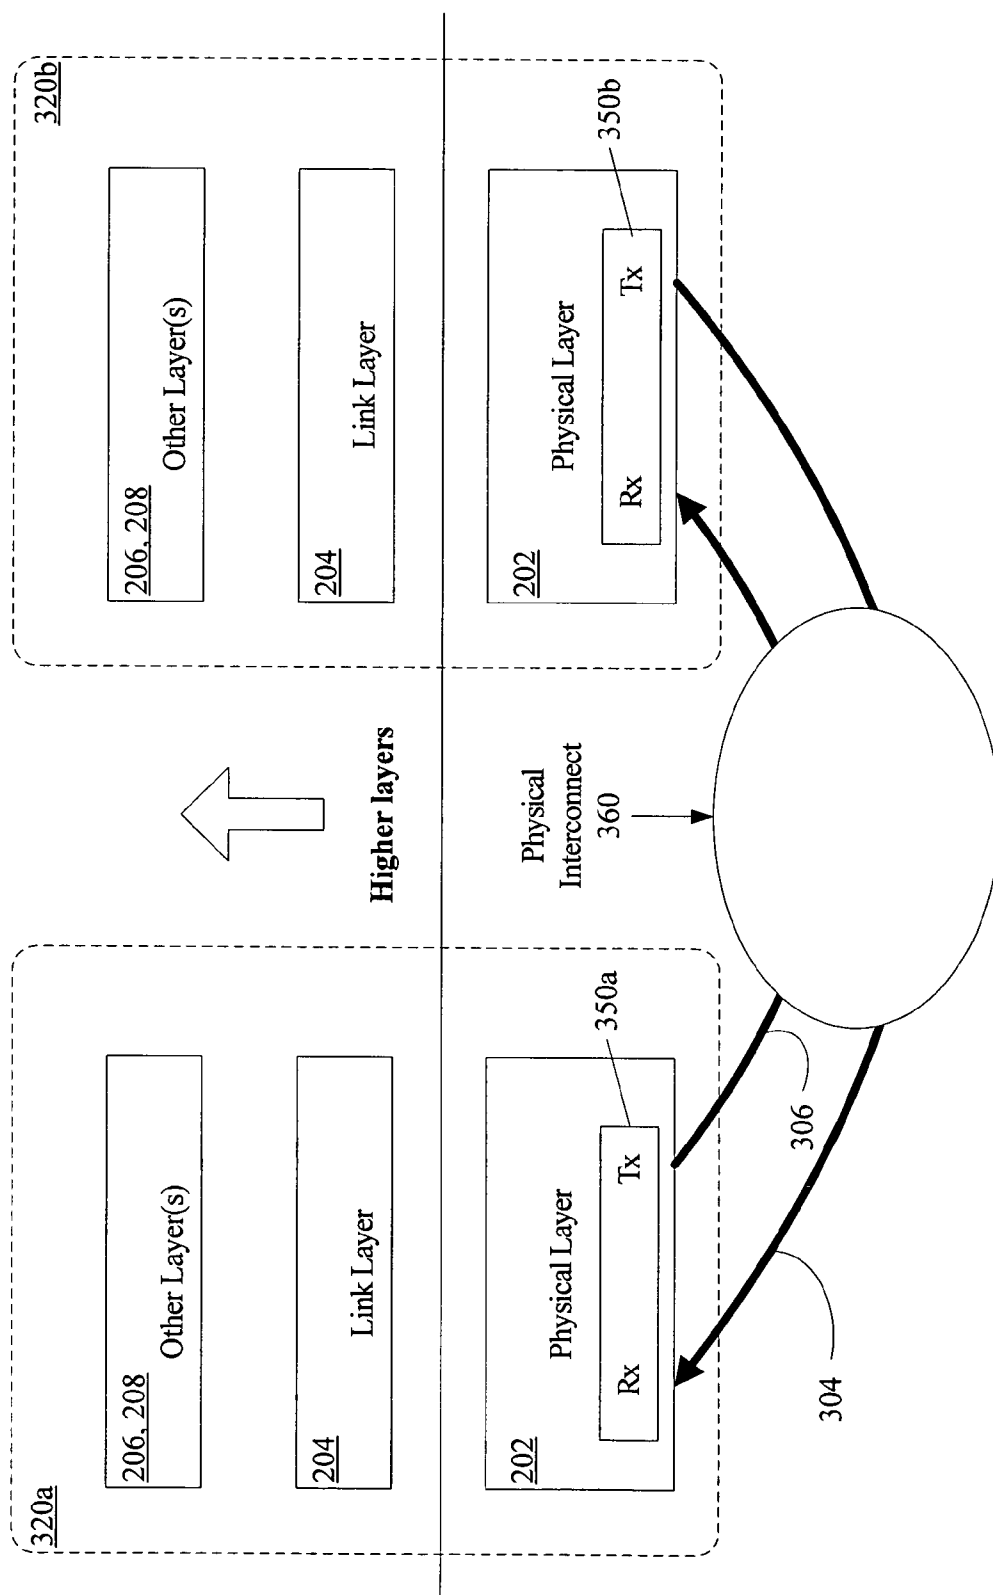 320a
206, 208
Other Layer(s)
204
Link Layer
202
Physical Layer
Rx
Tx
350a
304
306
Higher layers
Physical
Interconnect
360
320b
206, 208
Other Layer(s)
204
Link Layer
202
Physical Layer
Rx
Tx
350b